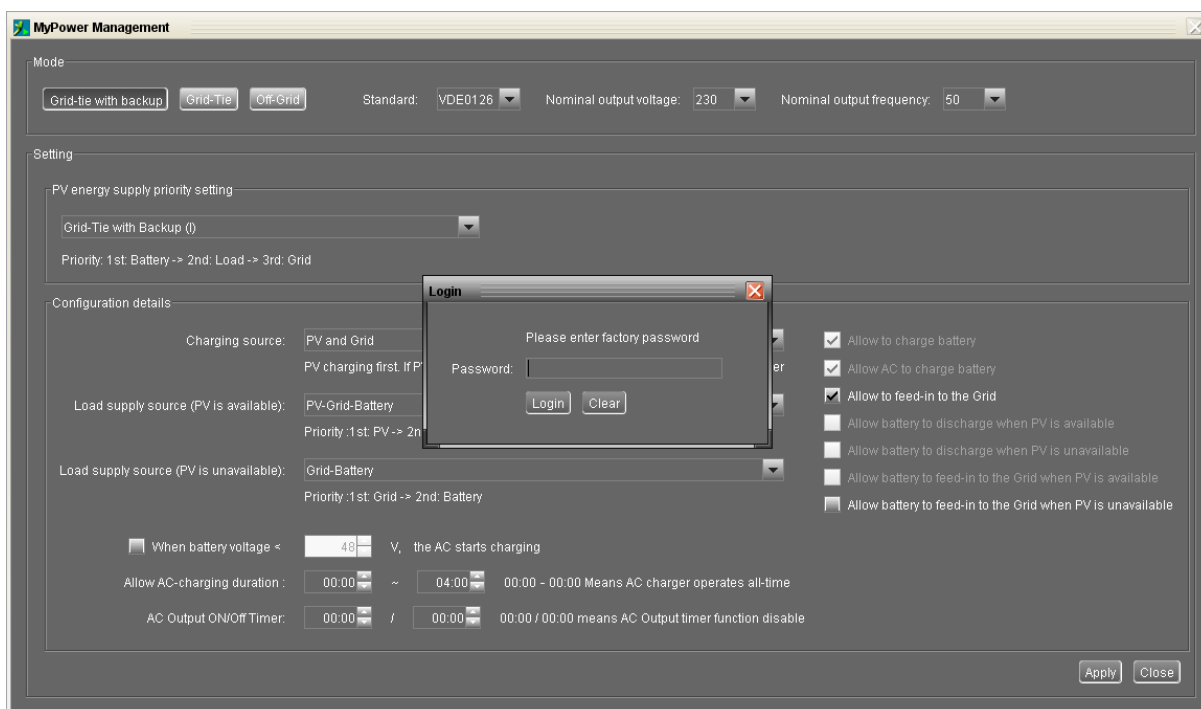 MyPower Management
Mode
Grid-tie with backup Grid-Tie Off-Grid Standard: VDE0126 Nominal output voltage: 230 Nominal output frequency: 50
Setting
PV energy supply priority setting
Grid-Tie with Backup (I)
Priority: 1st: Battery -> 2nd: Load -> 3rd: Grid
Configuration details
Charging source: PV and Grid
PV charging first. If P
er
Load supply source (PV is available): PV-Grid-Battery
Priority :1st: PV -> 2n
Load supply source (PV is unavailable): Grid-Battery
Priority :1st: Grid -> 2nd: Battery
Login
Please enter factory password
Password:
Login Clear
Allow to charge battery
Allow AC to charge battery
Allow to feed-in to the Grid
Allow battery to discharge when PV is available
Allow battery to discharge when PV is unavailable
Allow battery to feed-in to the Grid when PV is available
Allow battery to feed-in to the Grid when PV is unavailable
When battery voltage < 48 V, the AC starts charging
Allow AC-charging duration : 00:00 ~ 04:00 00:00 - 00:00 Means AC charger operates all-time
AC Output ON/Off Timer: 00:00 / 00:00 00:00 / 00:00 means AC Output timer function disable
Apply Close